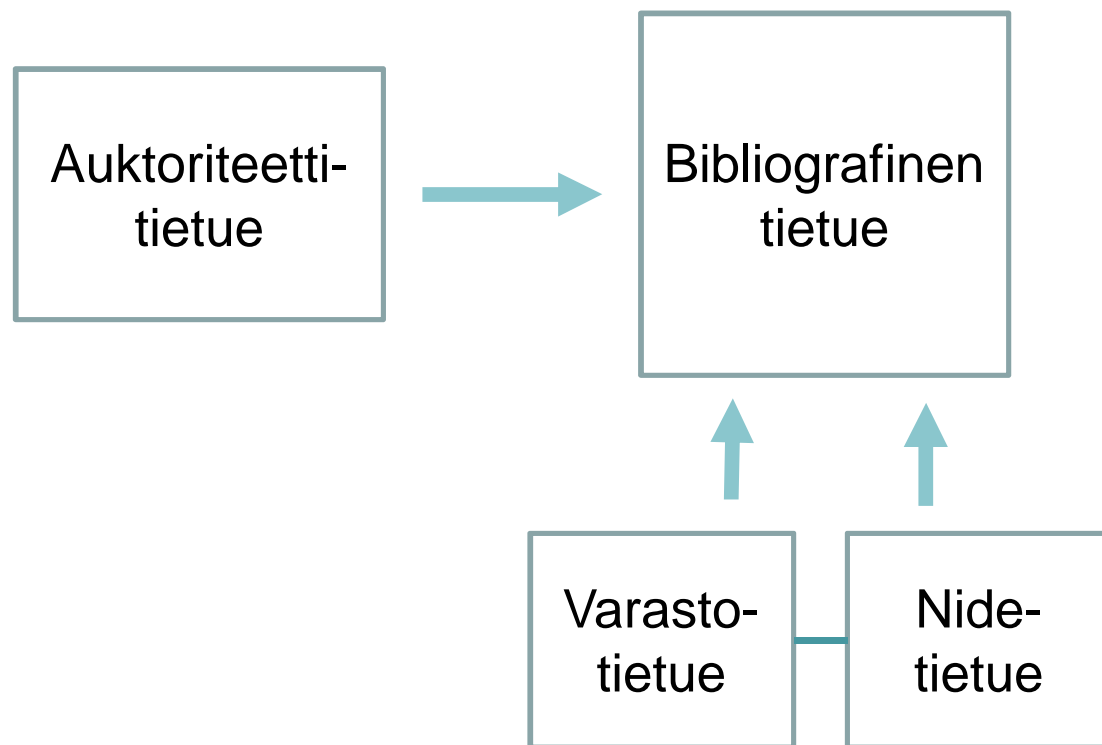 Auktoriteetti-
tietue
Bibliografinen
tietue
Varasto-
tietue
Nide-
tietue